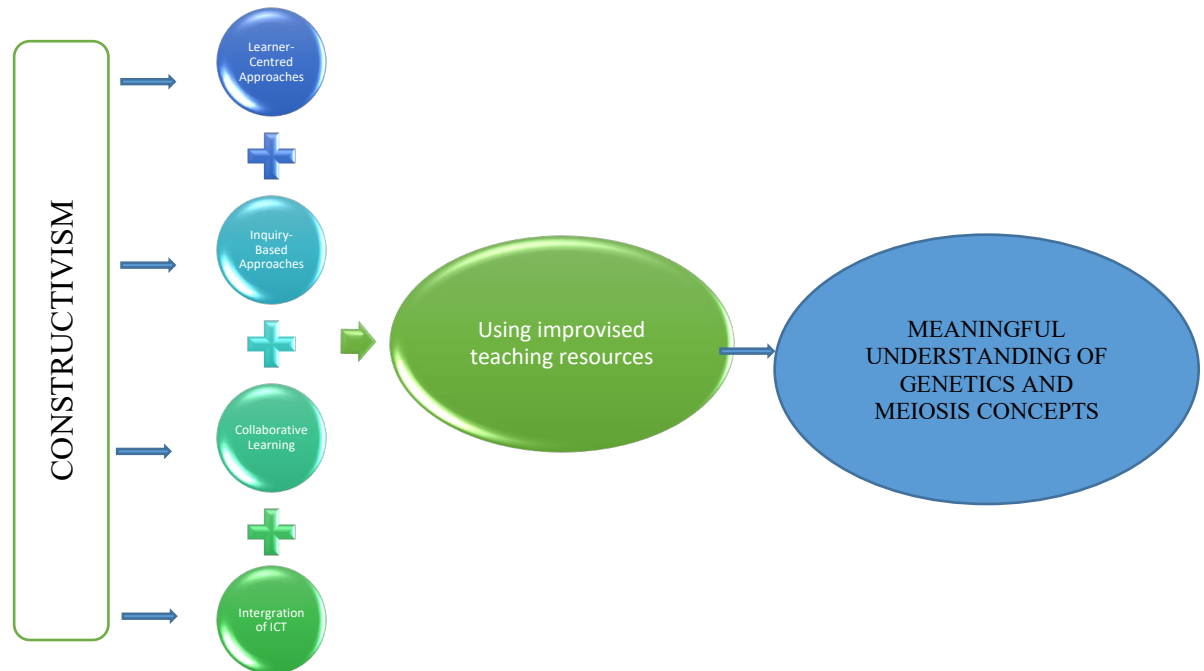 CONSTRUCTIVISM
Learner-
Centred
Approaches
Inquiry-
Based
Approaches
Collaborative
Learning
Intergration
of ICT
Using improvised
teaching resources
MEANINGFUL
UNDERSTANDING OF
GENETICS AND
MEIOSIS CONCEPTS